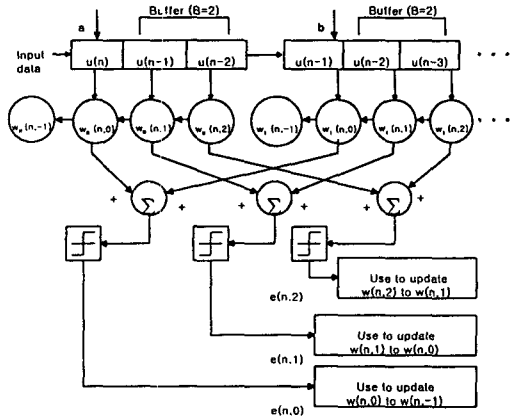 Buffer (B=2)
Buffer (B=2)
a
b
Input
data
u(n)
u(n-1)
u(n-2)
u(n-1)
u(n-2)
u(n-3)
. . .
w₀(n,-1)
w₀(n,0)
w₀(n,1)
w₀(n,2)
w₁(n,-1)
w₁(n,0)
w₁(n,1)
w₁(n,2)
. . .
+
Σ
+
+
Σ
+
+
Σ
+
Use to update
w(n,2) to w(n,1)
e(n,2)
Use to update
w(n,1) to w(n,0)
e(n,1)
Use to update
w(n,0) to w(n,-1)
e(n,0)